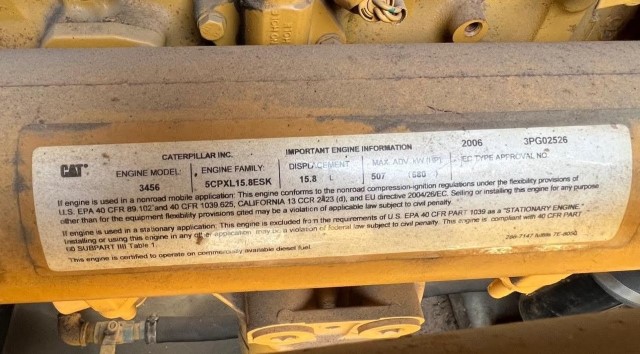 CATERPILLAR INC. IMPORTANT ENGINE INFORMATION 2006 3PG02526
CAT ENGINE MODEL: ENGINE FAMILY: DISPLACEMENT MAX. ADV. kW (HP) EC TYPE APPROVAL NO.
3456 5CPXL15.8ESK 15.8 L 507 (680)
If engine is used in nonroad mobile application: This engine conforms to the nonroad compression-ignition regulations under the flexibility provisions of
U.S. EPA 40 CFR 89.102 and 40 CFR 1039.625, CALIFORNIA 13 CCR 2423 (d), and EU directive 2004/26/EC. Selling or installing this engine for any purpose
other than for the equipment flexibility provisions cited may be a violation of applicable law subject to civil penalty.
If engine is used in a stationary application: This engine is excluded from the requirements of U.S. EPA 40 CFR PART 1039 as a "STATIONARY ENGINE."
Installing or using this engine in any other application may be a violation of federal law subject to civil penalty. This engine is compliant with 40 CFR PART
60 SUBPART IIII Table 1.
This engine is certified to operate on commercially available diesel fuel.